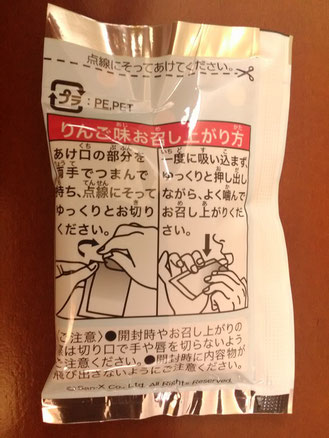 点線にそってあけてください。
プラ : PE,PET
りんご味お召し上がり方
あけ口の部分を
両手でつまんで
持ち、点線にそって
ゆっくりとお切り
ください。
一度に吸い込まず、
ゆっくりと押し出し
ながら、よく噛んで
お召し上がりくだ
さい。
〈ご注意〉●開封時やお召し上がりの
際は切り口で手や唇を切らないよう
ご注意ください。●開封時に内容物が
飛び出さないようにご注意ください。
©San-X Co., Ltd. All Rights Reserved.